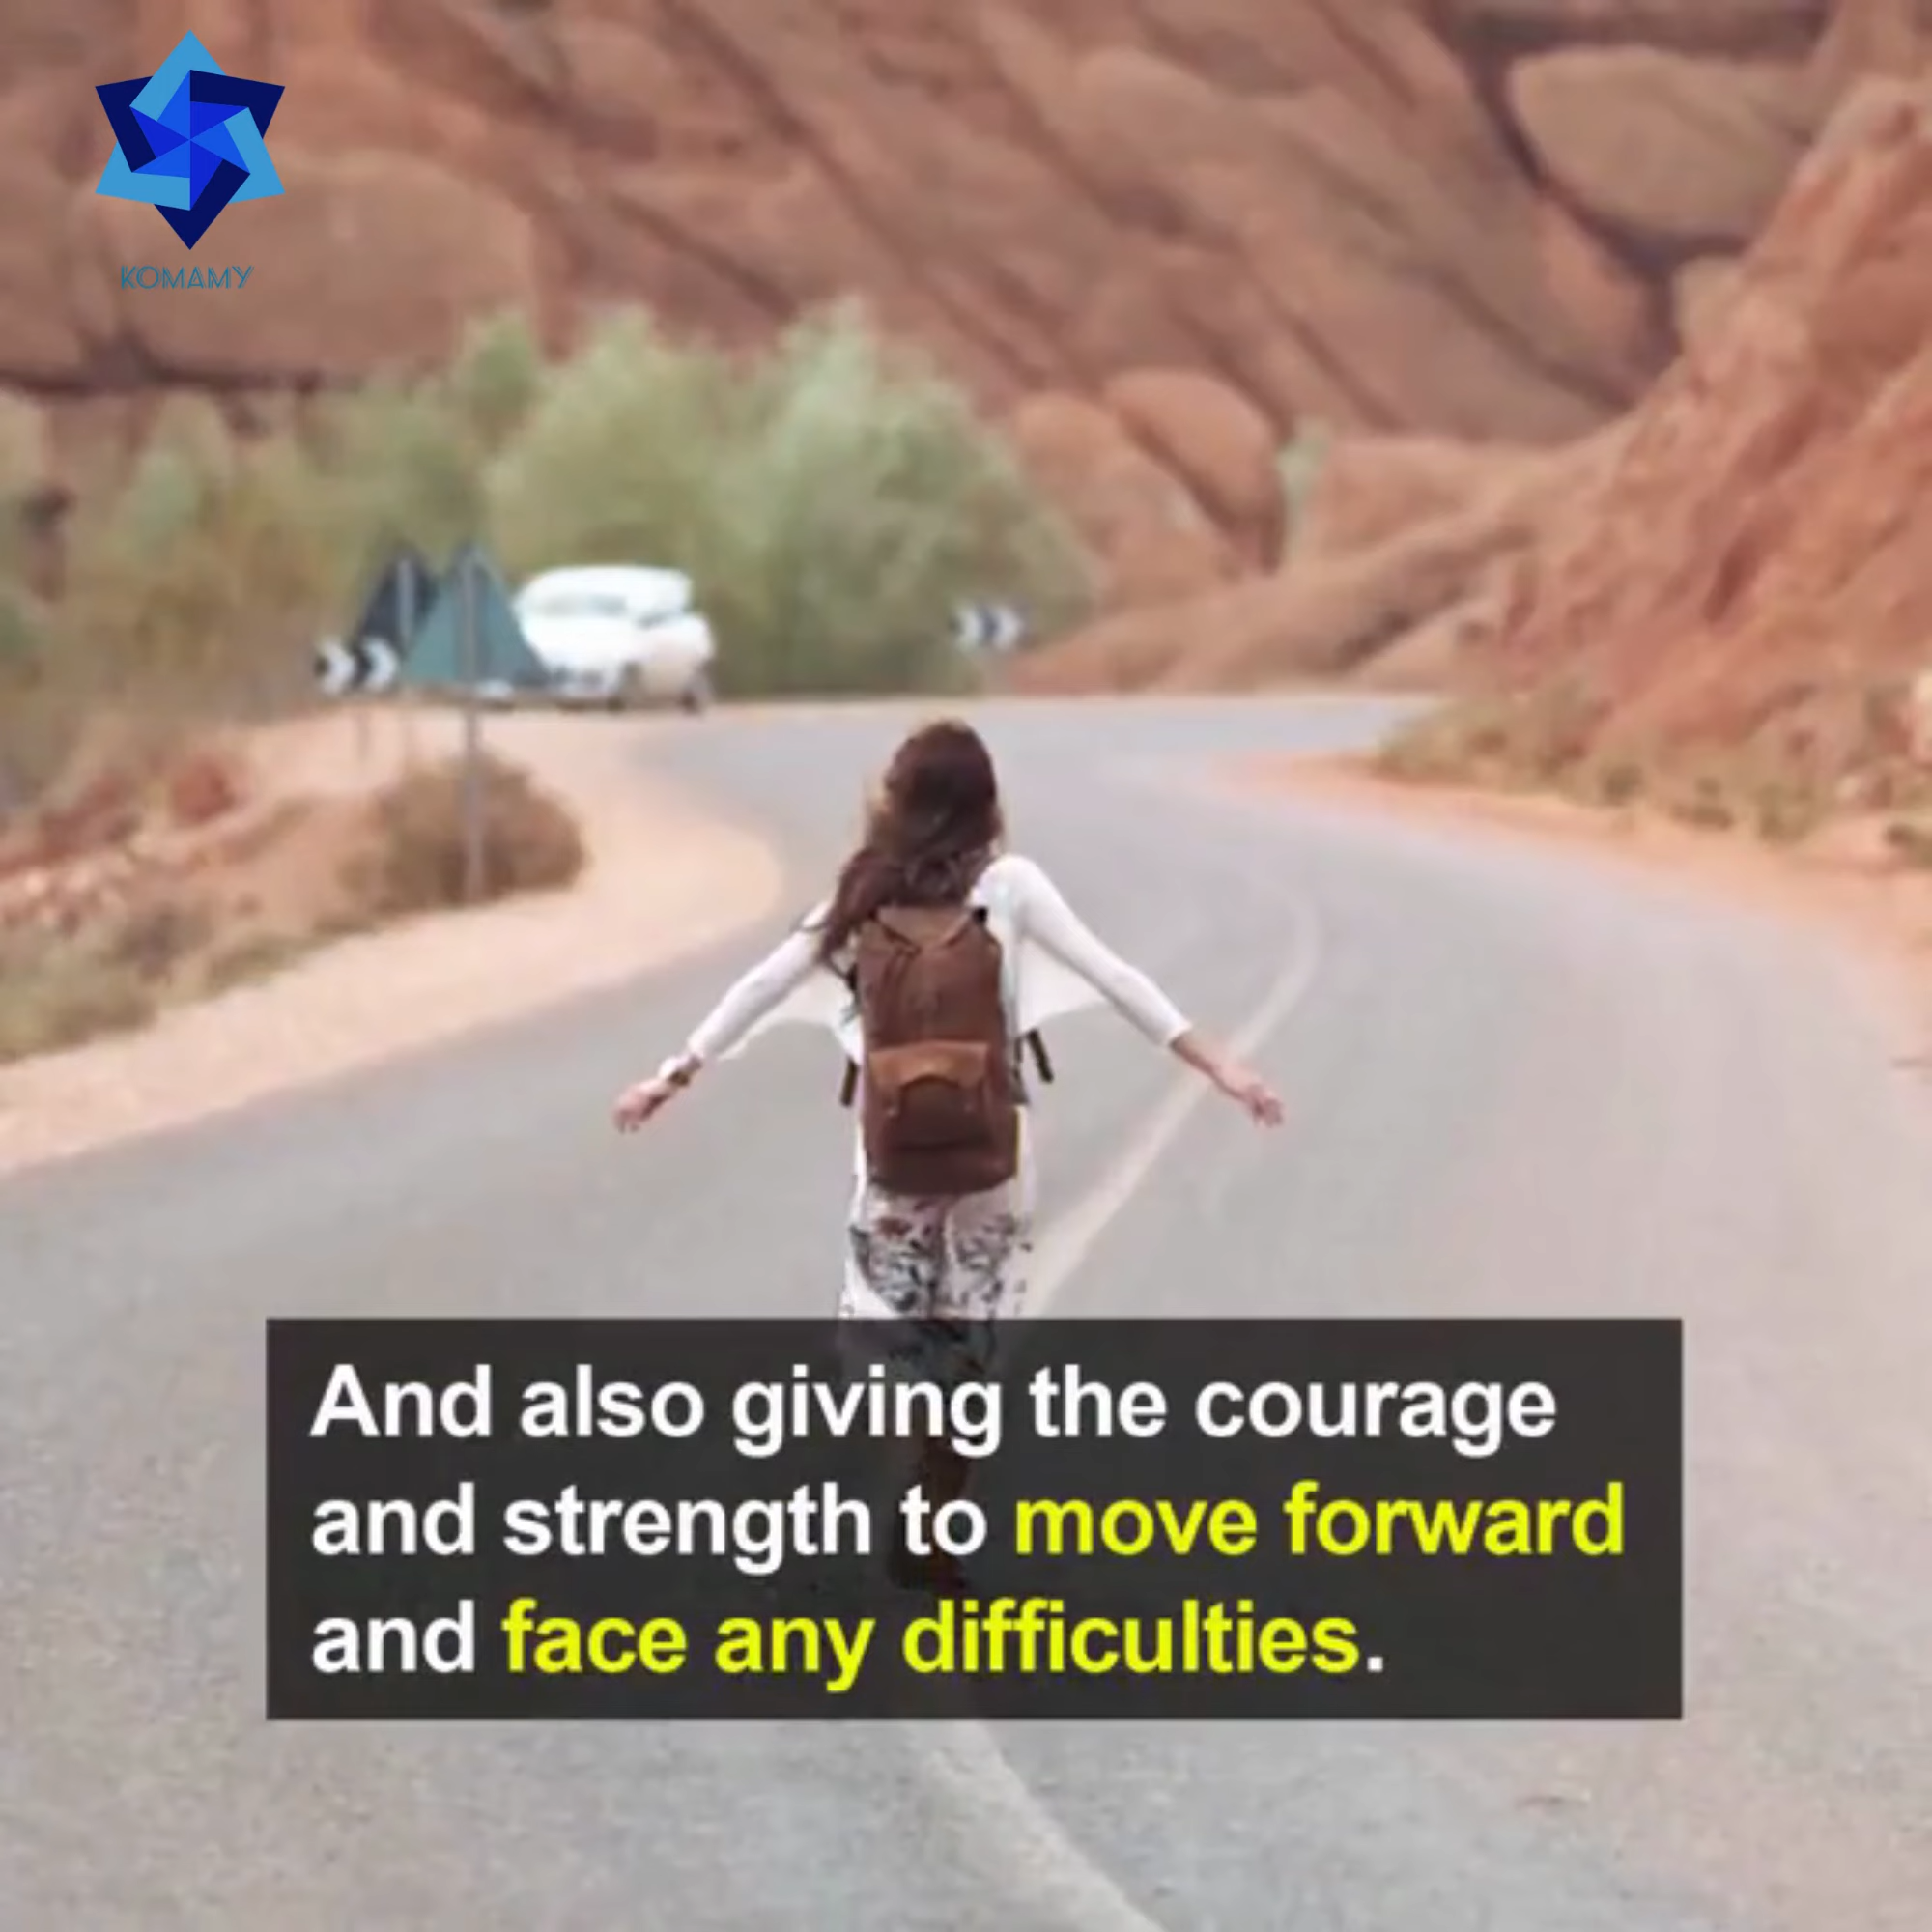 KOMAMY
And also giving the courage
and strength to move forward
and face any difficulties.